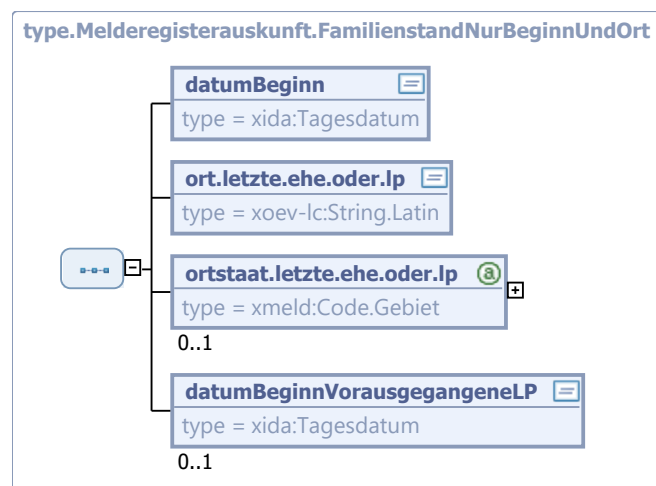 type.Melderegisterauskunft.FamilienstandNurBeginnUndOrt
datumBeginn
type = xida:Tagesdatum
ort.letzte.ehe.oder.lp
type = xoev-lc:String.Latin
ortstaat.letzte.ehe.oder.lp
type = xmeld:Code.Gebiet
0..1
datumBeginnVorausgegangeneLP
type = xida:Tagesdatum
0..1